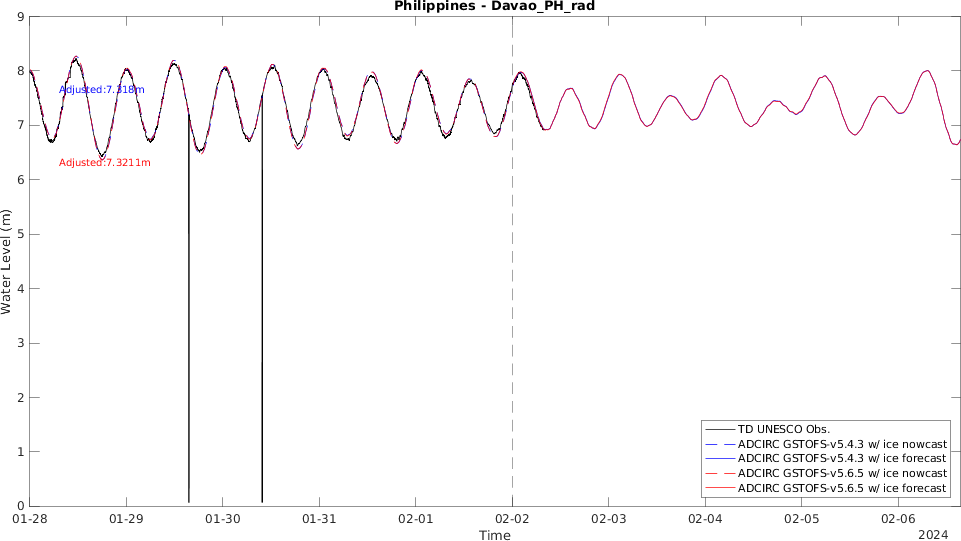 Philippines - Davao_PH_rad
9
8
7
6
5
4
3
2
1
0
Water Level (m)
Adjusted:7.318m
Adjusted:7.3211m
TD UNESCO Obs.
ADCIRC GSTOFS-v5.4.3 w/ ice nowcast
ADCIRC GSTOFS-v5.4.3 w/ ice forecast
ADCIRC GSTOFS-v5.6.5 w/ ice nowcast
ADCIRC GSTOFS-v5.6.5 w/ ice forecast
01-28 01-29 01-30 01-31 02-01 02-02 02-03 02-04 02-05 02-06
Time
2024